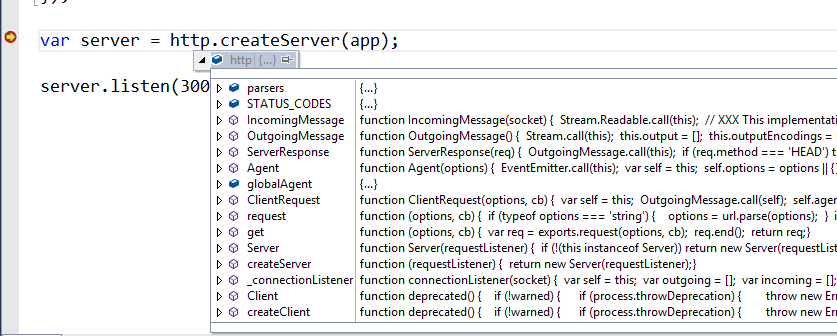 var server = http.createServer(app);
http {...}
server.listen(300
parsers {...}
STATUS_CODES {...}
IncomingMessage function IncomingMessage(socket) { Stream.Readable.call(this); // XXX This implementati
OutgoingMessage function OutgoingMessage() { Stream.call(this); this.output = []; this.outputEncodings =
ServerResponse function ServerResponse(req) { OutgoingMessage.call(this); if (req.method === 'HEAD') t
Agent function Agent(options) { EventEmitter.call(this); var self = this; self.options = options || {}
globalAgent {...}
ClientRequest function ClientRequest(options, cb) { var self = this; OutgoingMessage.call(self); self.age
request function (options, cb) { if (typeof options === 'string') { options = url.parse(options); } i
get function (options, cb) { var req = exports.request(options, cb); req.end(); return req;}
Server function Server(requestListener) { if (!(this instanceof Server)) return new Server(requestList
createServer function (requestListener) { return new Server(requestListener);}
_connectionListener function connectionListener(socket) { var self = this; var outgoing = []; var incoming = [];
Client function deprecated() { if (!warned) { if (process.throwDeprecation) { throw new Err
createClient function deprecated() { if (!warned) { if (process.throwDeprecation) { throw new Err